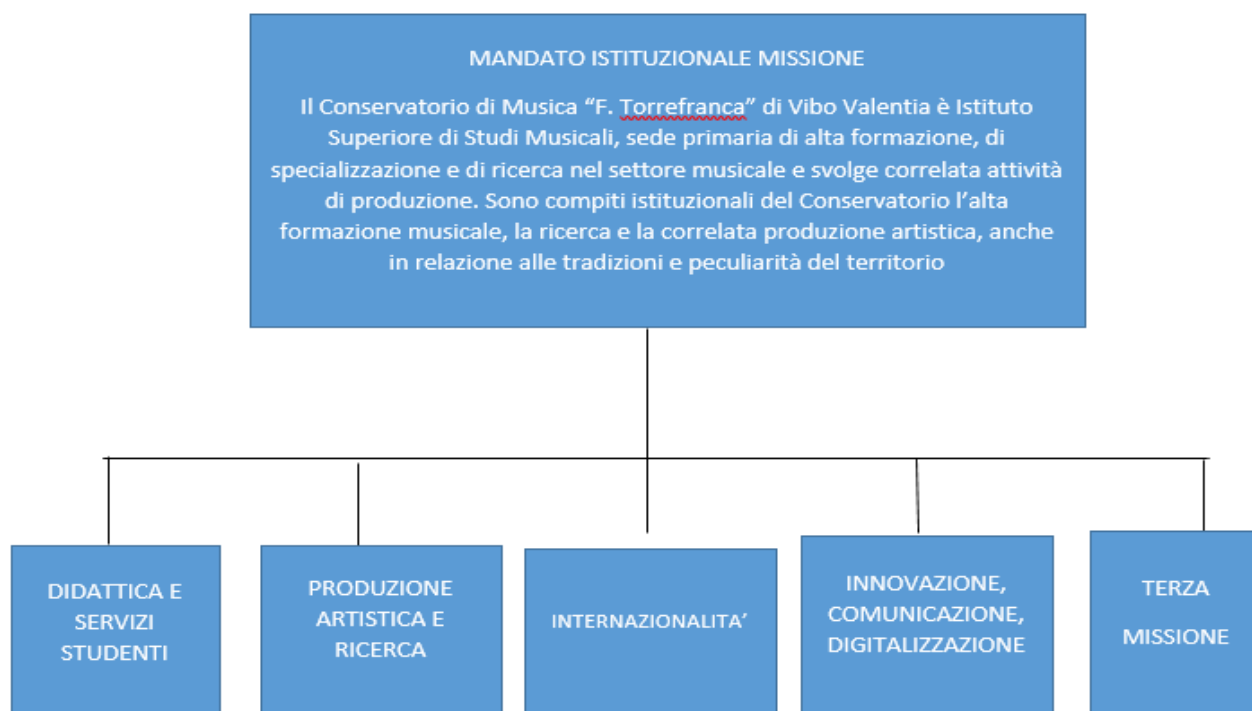 MANDATO ISTITUZIONALE MISSIONE
Il Conservatorio di Musica “F. Torrefranca” di Vibo Valentia è Istituto
Superiore di Studi Musicali, sede primaria di alta formazione, di
specializzazione e di ricerca nel settore musicale e svolge correlata attività
di produzione. Sono compiti istituzionali del Conservatorio l’alta
formazione musicale, la ricerca e la correlata produzione artistica, anche
in relazione alle tradizioni e peculiarità del territorio
DIDATTICA E
SERVIZI
STUDENTI
PRODUZIONE
ARTISTICA E
RICERCA
INTERNAZIONALITA’
INNOVAZIONE,
COMUNICAZIONE,
DIGITALIZZAZIONE
TERZA
MISSIONE